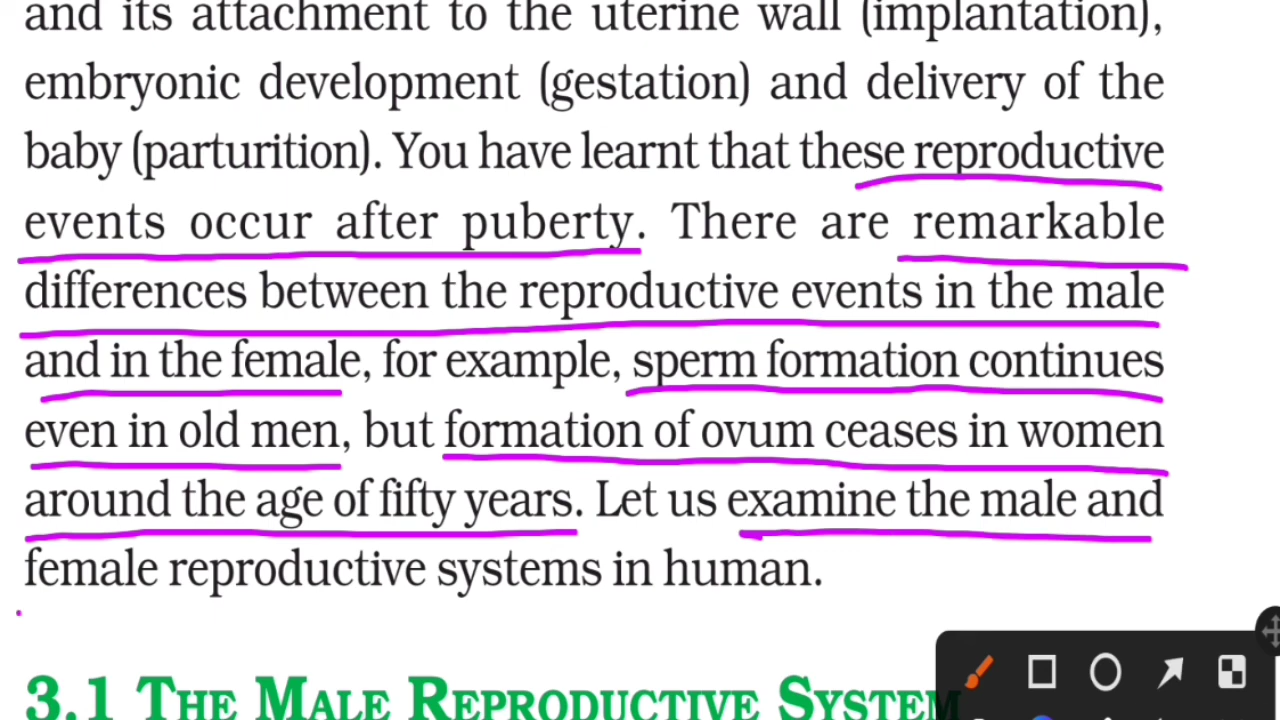 and its attachment to the uterine wall (implantation),
embryonic development (gestation) and delivery of the
baby (parturition). You have learnt that these reproductive
events occur after puberty. There are remarkable
differences between the reproductive events in the male
and in the female, for example, sperm formation continues
even in old men, but formation of ovum ceases in women
around the age of fifty years. Let us examine the male and
female reproductive systems in human.
3.1 THE MALE REPRODUCTIVE SYSTEM